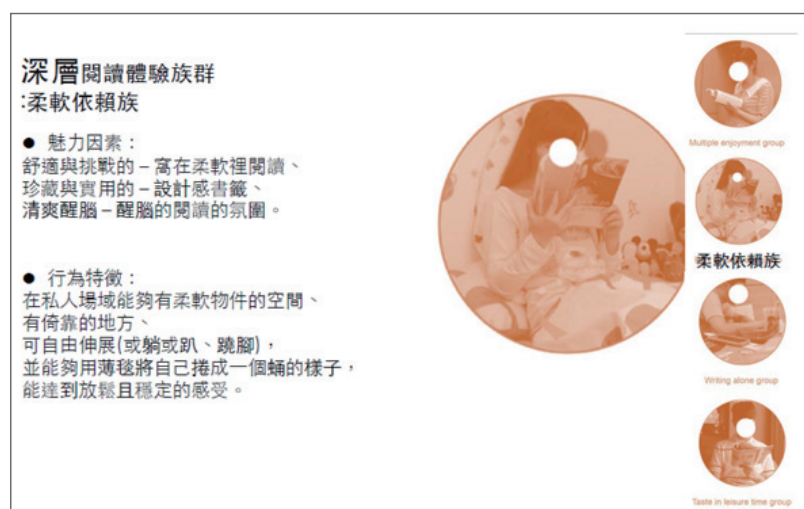 深層閱讀體驗族群
:柔軟依賴族
● 魅力因素：
舒適與挑戰的 – 窩在柔軟裡閱讀、
珍藏與實用的 – 設計感書籤、
清爽醒腦 – 醒腦的閱讀的氛圍。
● 行為特徵：
在私人場域能夠有柔軟物件的空間、
有倚靠的地方、
可自由伸展(或躺或趴、蹺腳)，
並能夠用薄毯將自己捲成一個蛹的樣子，
能達到放鬆且穩定的感受。
Multiple enjoyment group
柔軟依賴族
Writing alone group
Taste in leisure time group